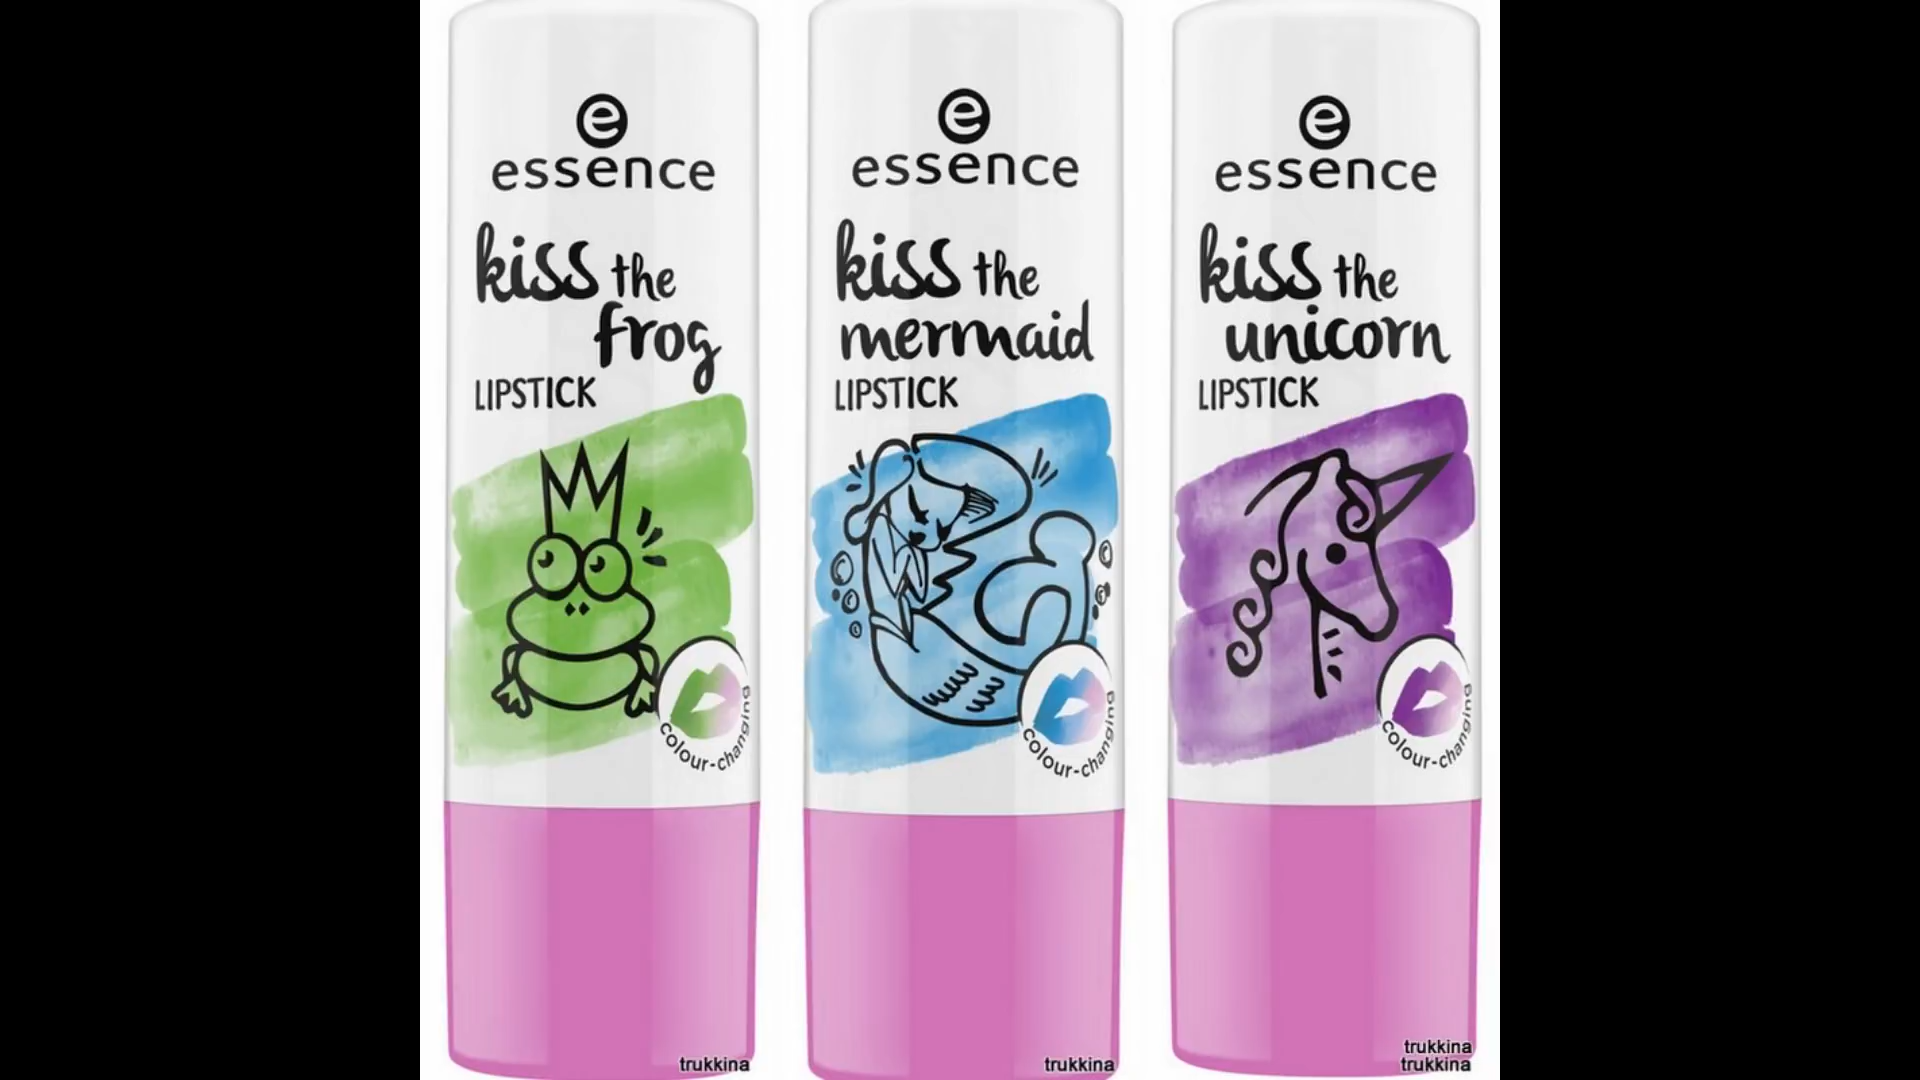 e
essence
kiss the
frog
LIPSTICK
colour-changing
trukkina
e
essence
kiss the
mermaid
LIPSTICK
colour-changing
trukkina
e
essence
kiss the
unicorn
LIPSTICK
colour-changing
trukkina
trukkina